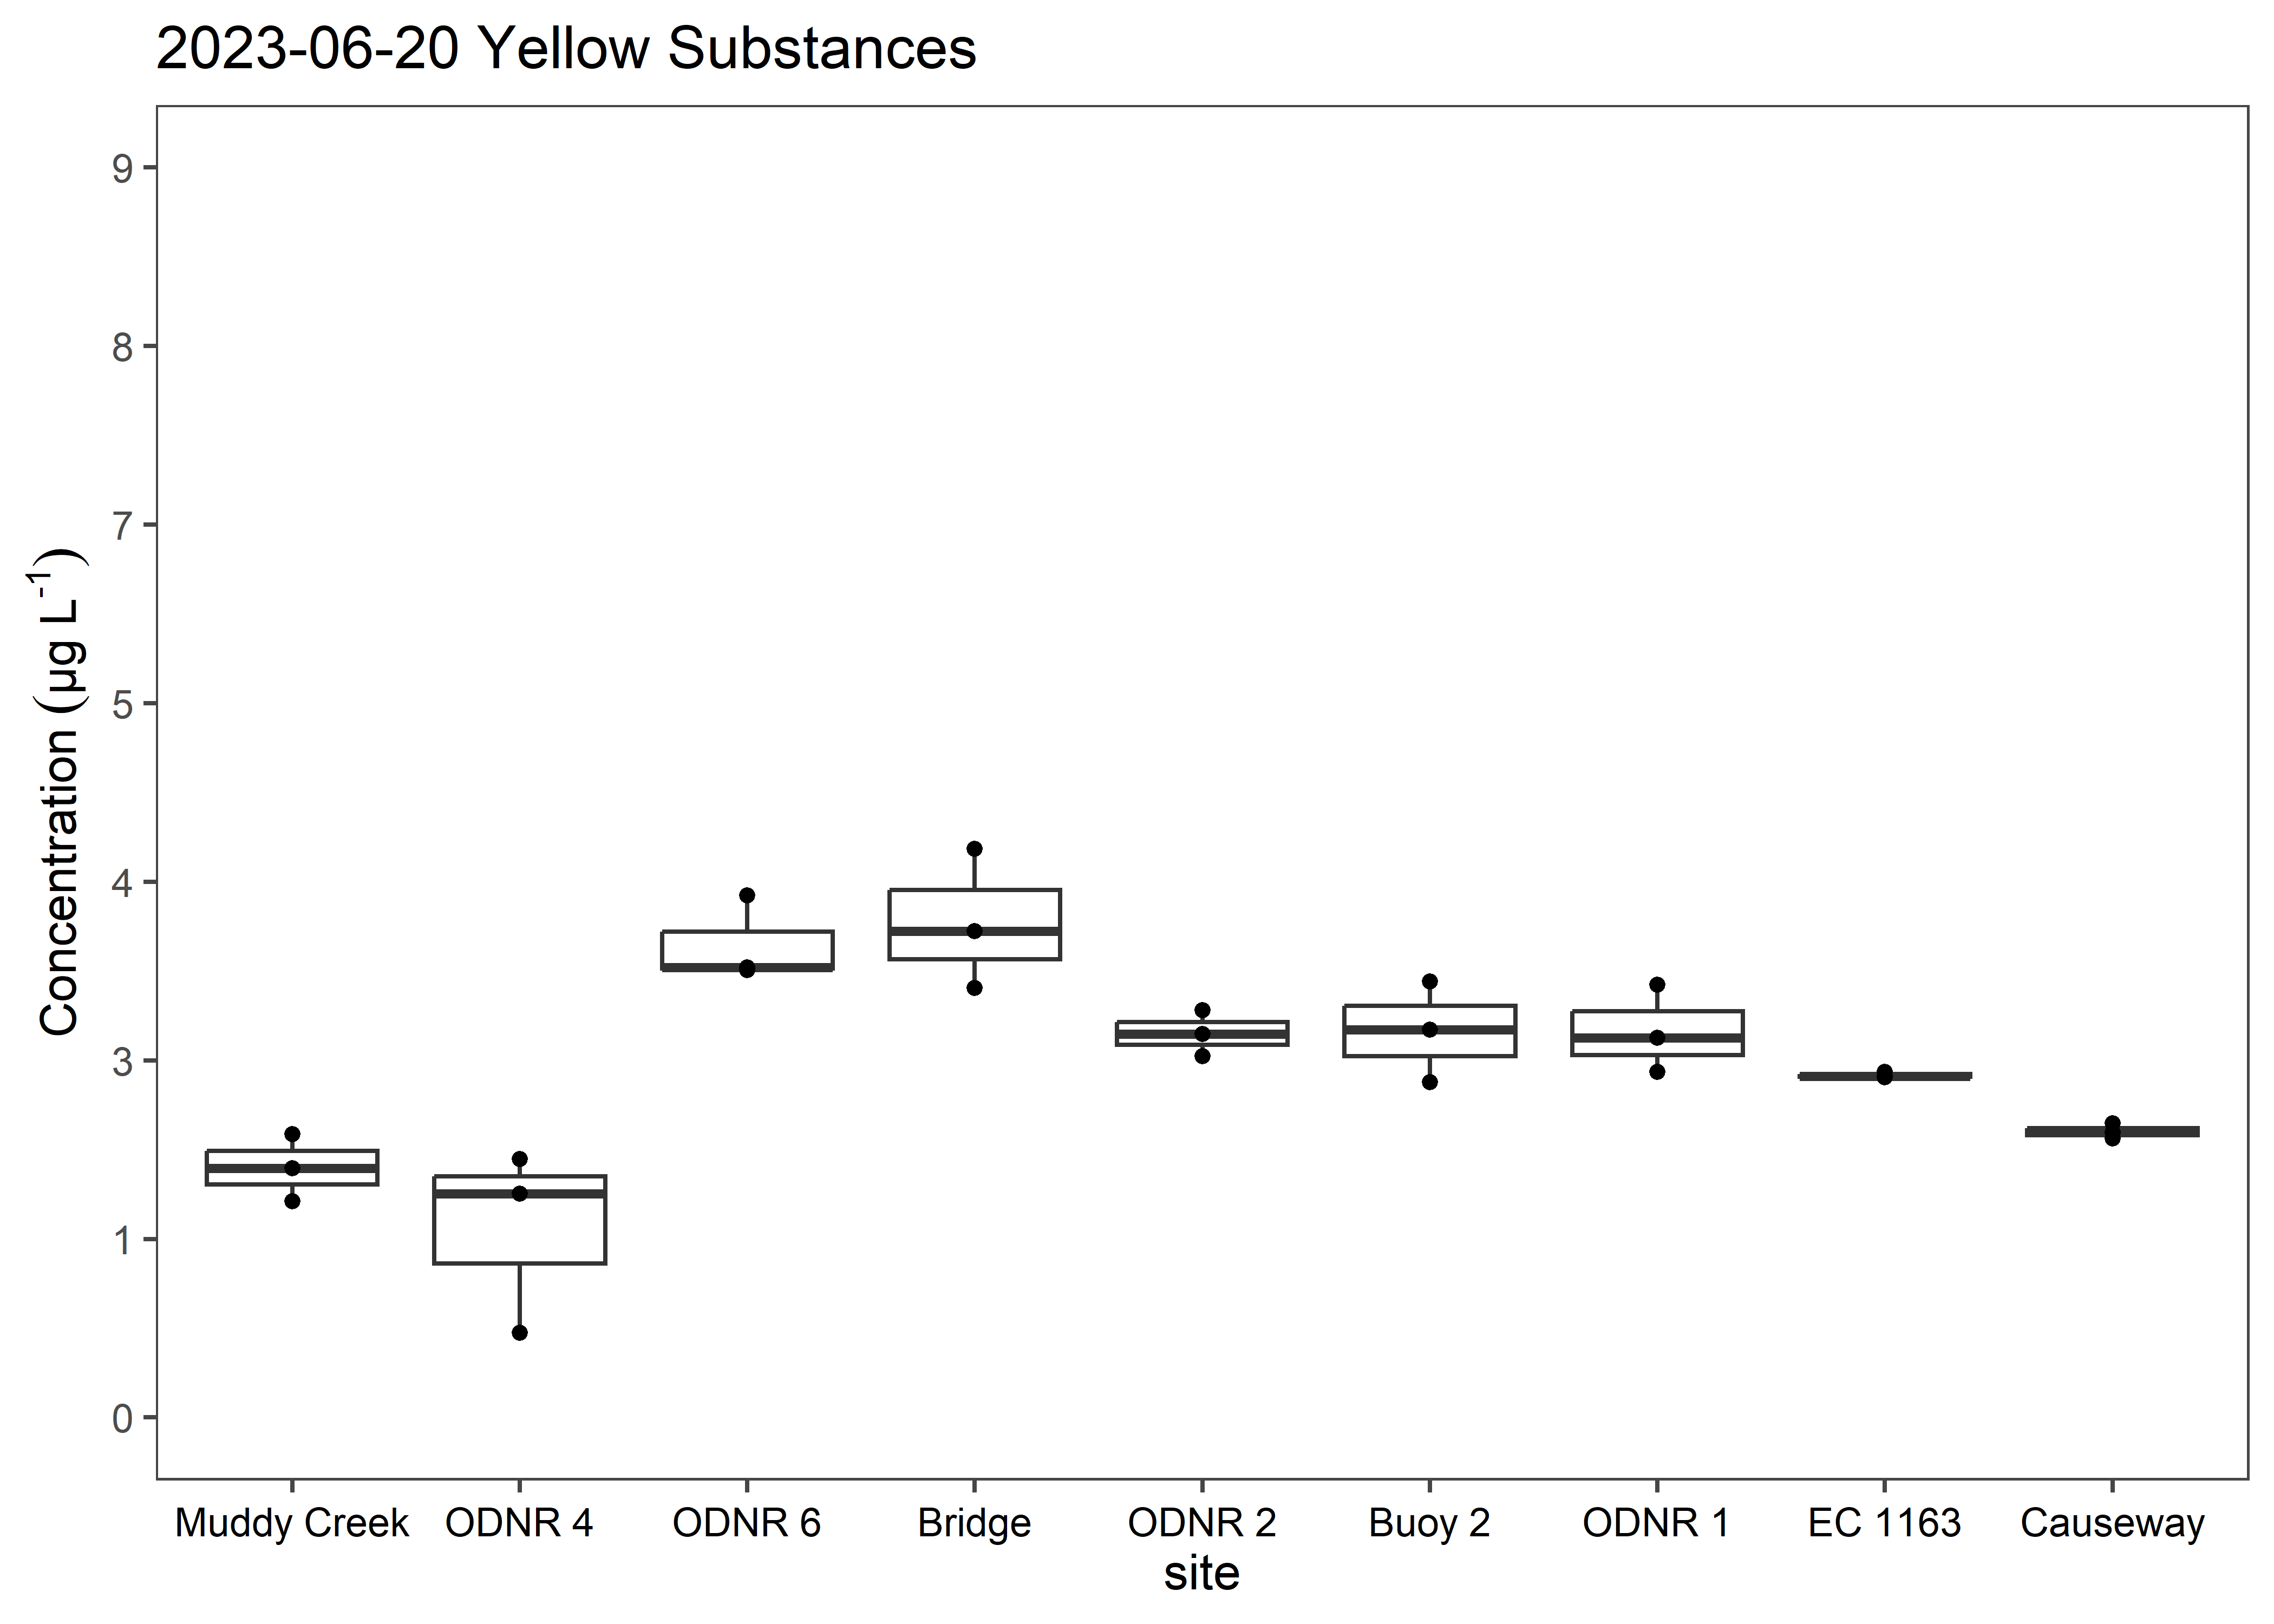 2023-06-20 Yellow Substances
Concentration (µg L⁻¹)
9
8
7
5
4
3
1
0
Muddy Creek ODNR 4 ODNR 6 Bridge ODNR 2 Buoy 2 ODNR 1 EC 1163 Causeway
site